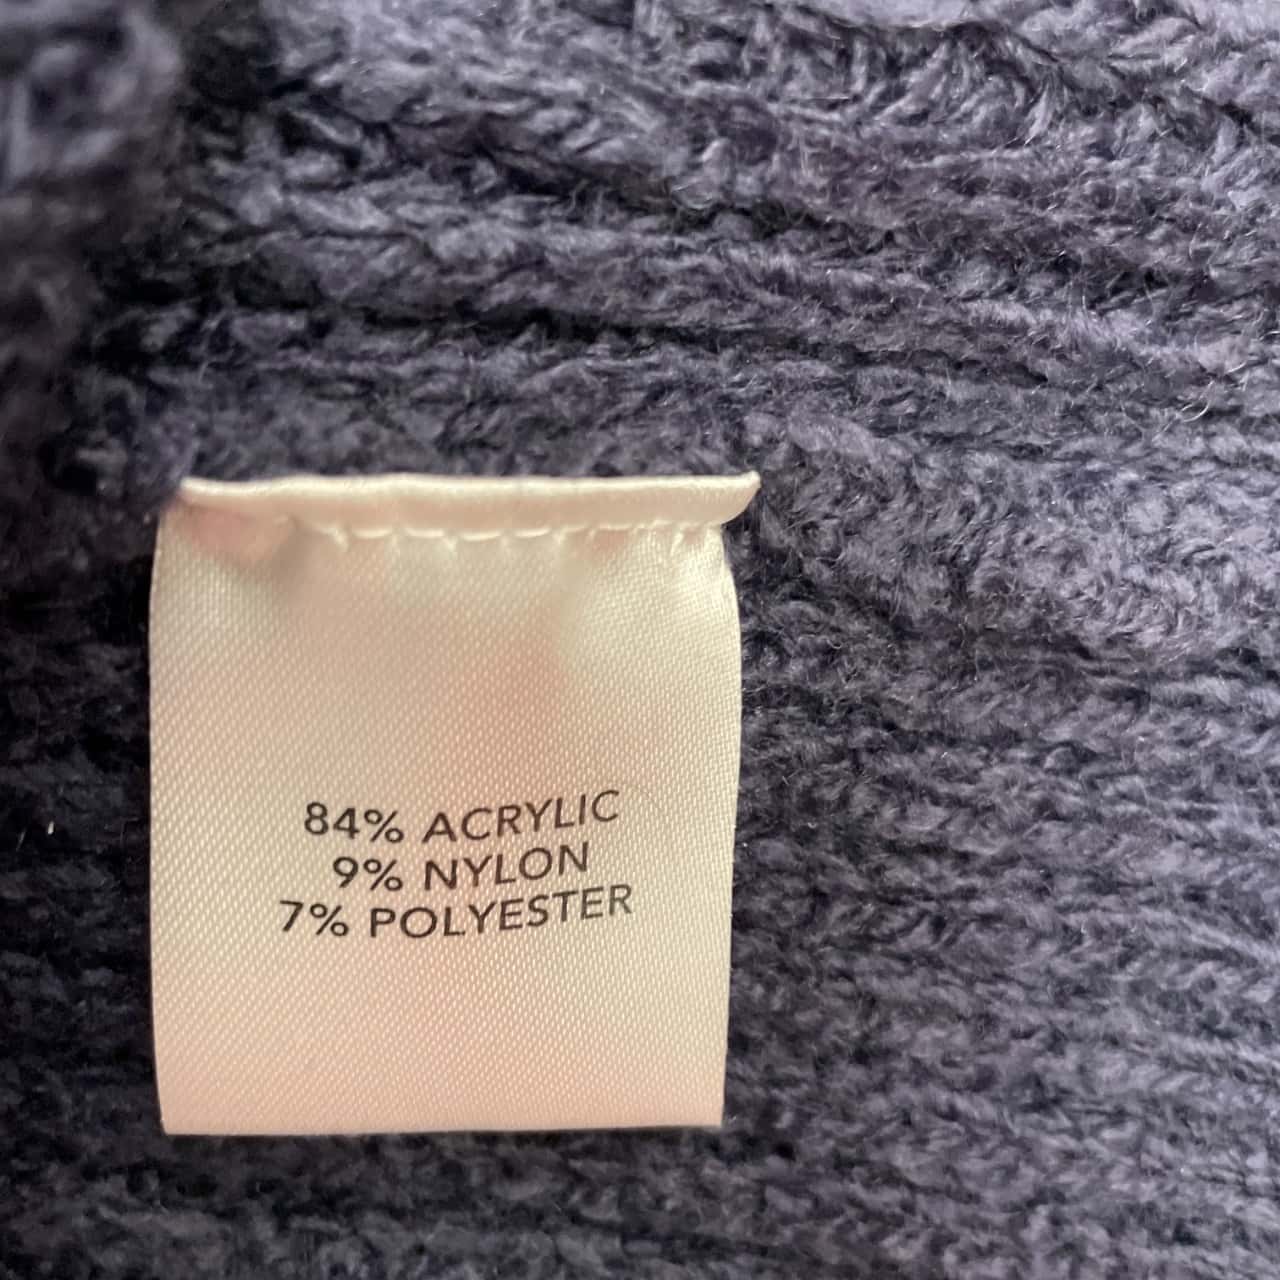 84% ACRYLIC
9% NYLON
7% POLYESTER